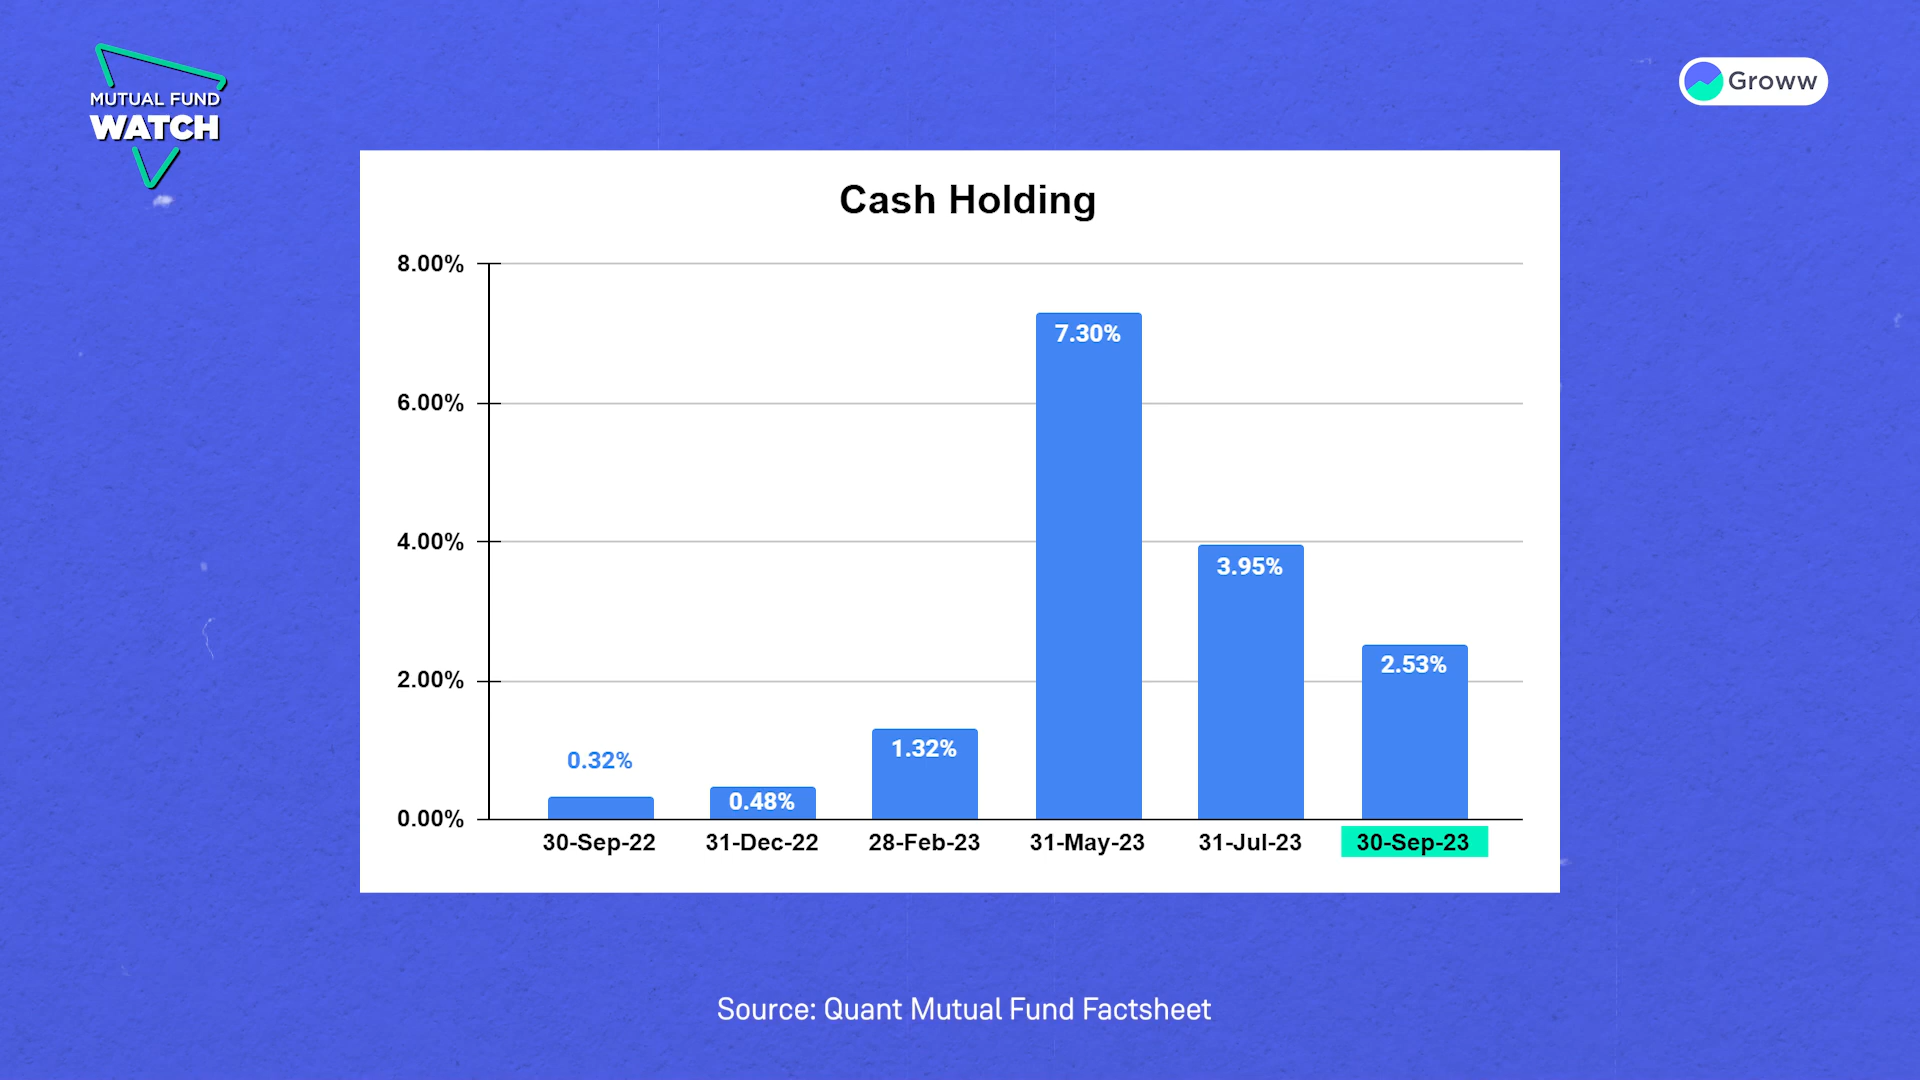 MUTUAL FUND
WATCH
Groww
Cash Holding
8.00%
6.00%
4.00%
2.00%
0.00%
0.32%
0.48%
1.32%
7.30%
3.95%
2.53%
30-Sep-22
31-Dec-22
28-Feb-23
31-May-23
31-Jul-23
30-Sep-23
Source: Quant Mutual Fund Factsheet